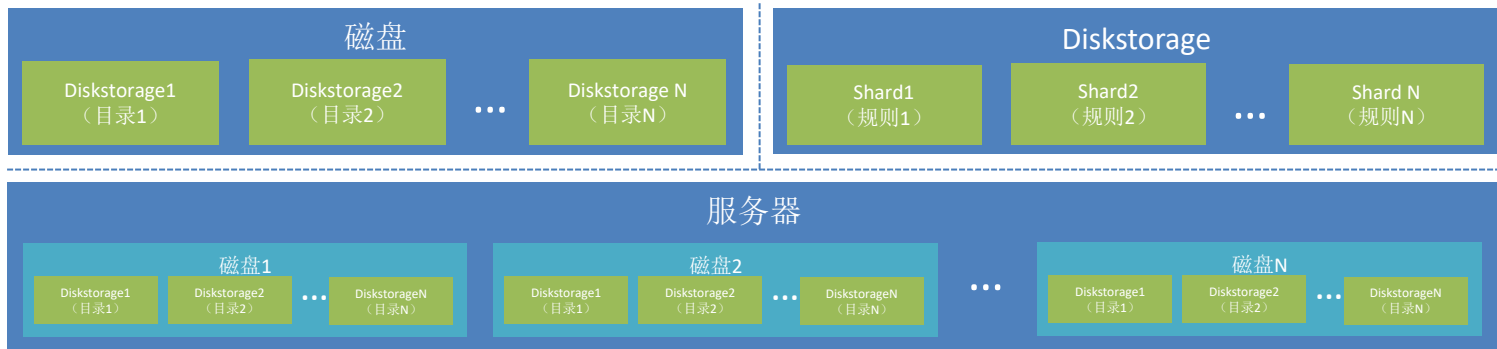 磁盘
Diskstorage1
（目录1）
Diskstorage2
（目录2）
...
Diskstorage N
（目录N）
Diskstorage
Shard1
（规则1）
Shard2
（规则2）
...
Shard N
（规则N）
服务器
磁盘1
Diskstorage1
（目录1）
Diskstorage2
（目录2）
...
DiskstorageN
（目录N）
磁盘2
Diskstorage1
（目录1）
Diskstorage2
（目录2）
...
DiskstorageN
（目录N）
...
磁盘N
Diskstorage1
（目录1）
Diskstorage2
（目录2）
...
DiskstorageN
（目录N）